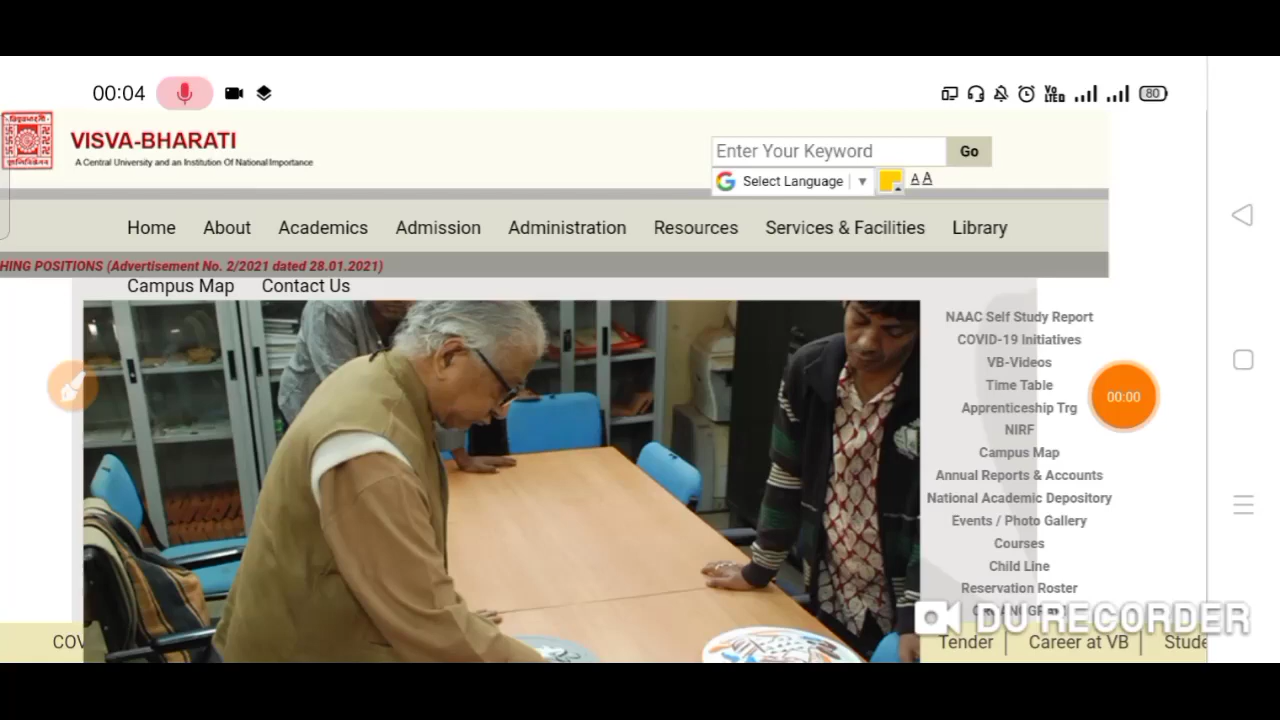 00:04
80
VISVA-BHARATI
A Central University and an Institution Of National Importance
Enter Your Keyword Go
Select Language ▼ A A
Home About Academics Admission Administration Resources Services & Facilities Library
HING POSITIONS (Advertisement No. 2/2021 dated 28.01.2021)
Campus Map Contact Us
NAAC Self Study Report
COVID-19 Initiatives
VB-Videos
Time Table
Apprenticeship Trg
00:00
NIRF
Campus Map
Annual Reports & Accounts
National Academic Depository
Events / Photo Gallery
Courses
Child Line
Reservation Roster
DU RECORDER
COV Tender Career at VB Stude